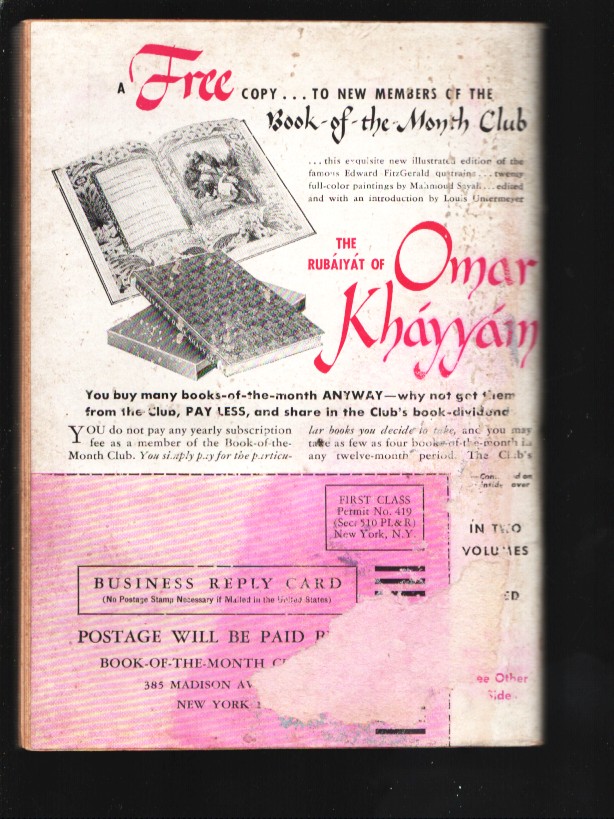 A Free COPY . . . TO NEW MEMBERS OF THE
Book-of-the-Month Club
. . . this exquisite new illustrated edition of the
famous Edward FitzGerald quatrains . . . twenty
full-color paintings by Mahmoud Sayah . . . edited
and with an introduction by Louis Untermeyer
THE
RUBÁIYÁT OF
Omar
Kháyyám
You buy many books-of-the-month ANYWAY—why not get them
from the Club, PAY LESS, and share in the Club's book-dividend
YOU do not pay any yearly subscription
fee as a member of the Book-of-the-
Month Club. You simply pay for the particu-
lar books you decide to take, and you may
take as few as four books-of-the-month in
any twelve-month period. The Club's
inside over
FIRST CLASS
Permit No. 419
(Sec. 510 PL&R)
New York, N.Y.
BUSINESS REPLY CARD
(No Postage Stamp Necessary if Mailed in the United States)
POSTAGE WILL BE PAID
BOOK-OF-THE-MONTH
385 MADISON
NEW YORK
IN TWO
VOLUMES
ED
ee Other
Side